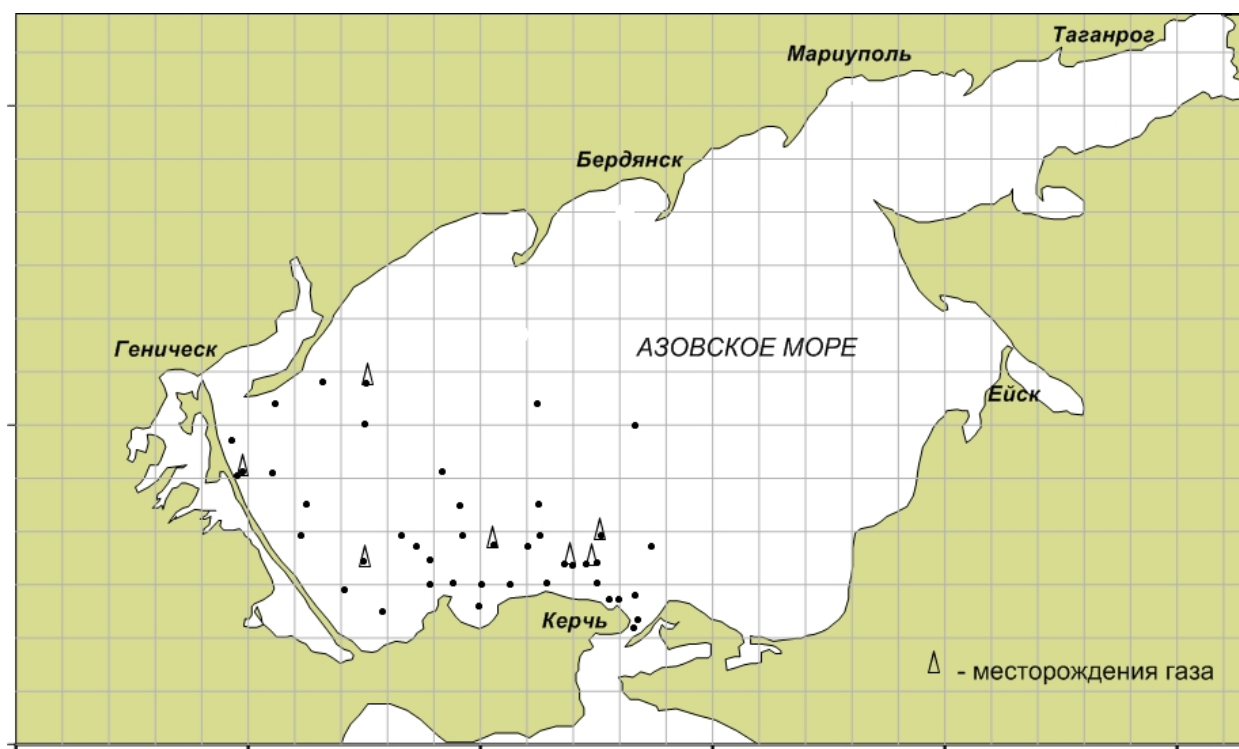 Таганрог
Мариуполь
Бердянск
Геническ
АЗОВСКОЕ МОРЕ
Ейск
Керчь
- месторождения газа